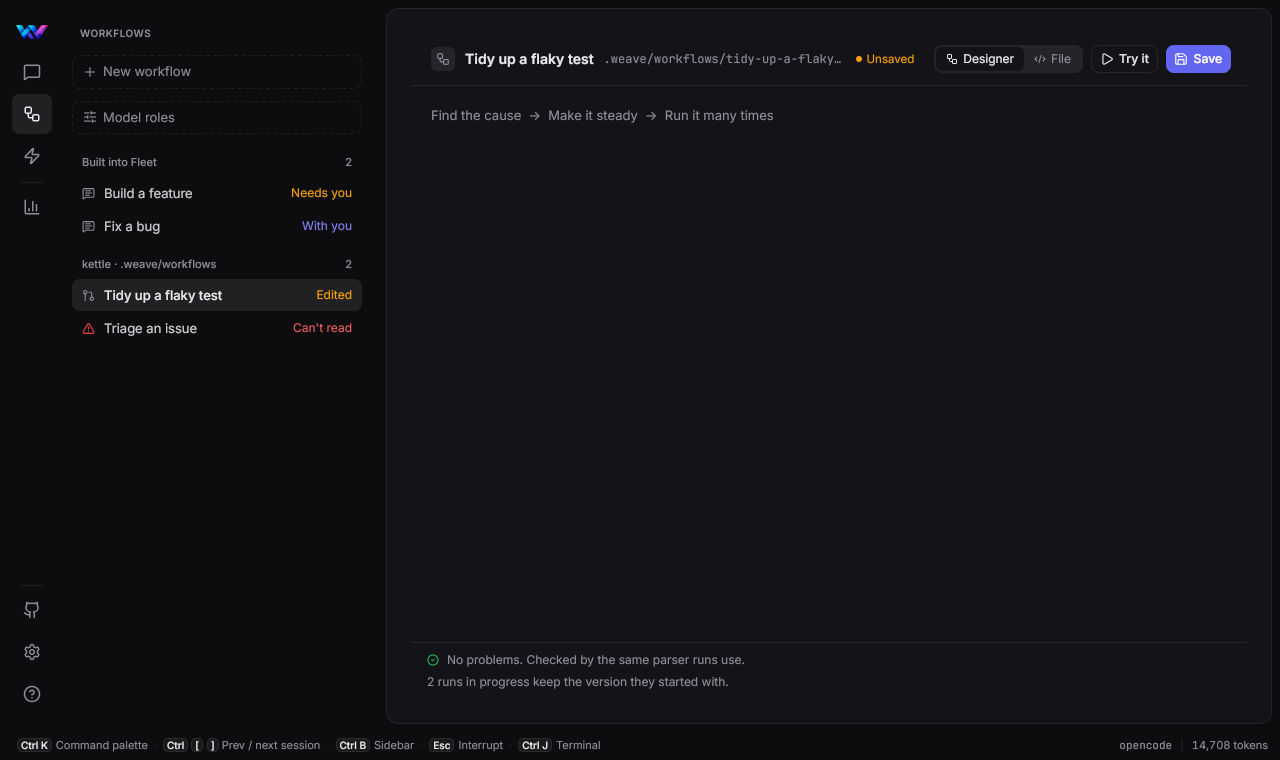 WORKFLOWS
New workflow
Model roles
Built into Fleet 2
Build a feature Needs you
Fix a bug With you
kettle · .weave/workflows 2
Tidy up a flaky test Edited
Triage an issue Can't read
Tidy up a flaky test .weave/workflows/tidy-up-a-flaky… Unsaved Designer File Try it Save
Find the cause → Make it steady → Run it many times
No problems. Checked by the same parser runs use.
2 runs in progress keep the version they started with.
Ctrl K Command palette · Ctrl [ ] Prev / next session · Ctrl B Sidebar · Esc Interrupt · Ctrl J Terminal opencode 14,708 tokens